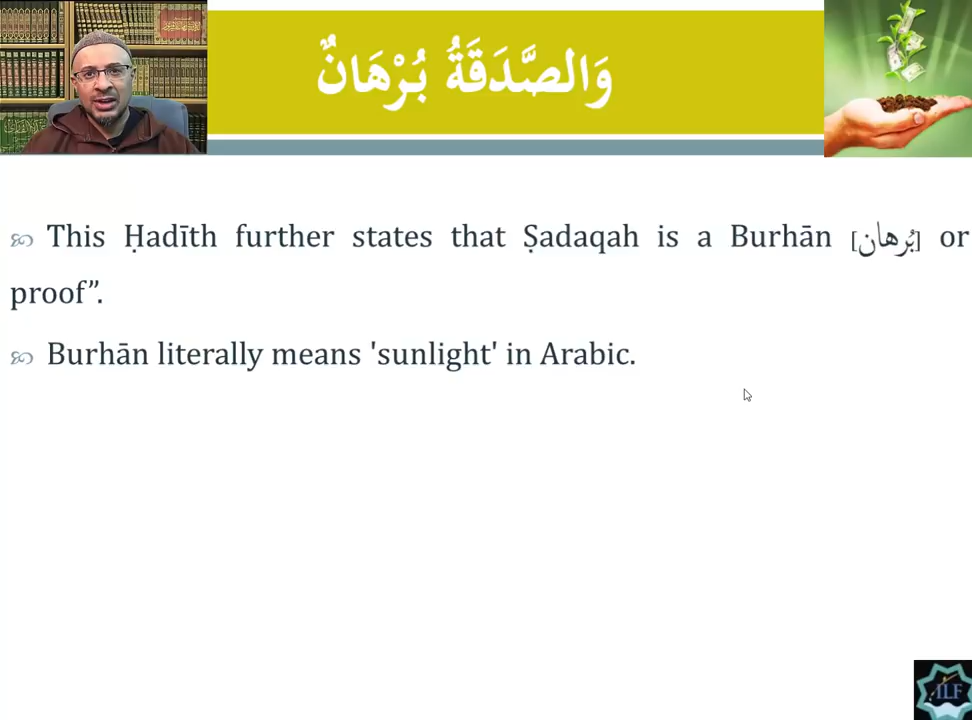 وَالصَّدَقَةُ بُرْهَانٌ
This Ḥadīth further states that Ṣadaqah is a Burhān [بُرهان] or
proof”.
Burhān literally means 'sunlight' in Arabic.
ILF